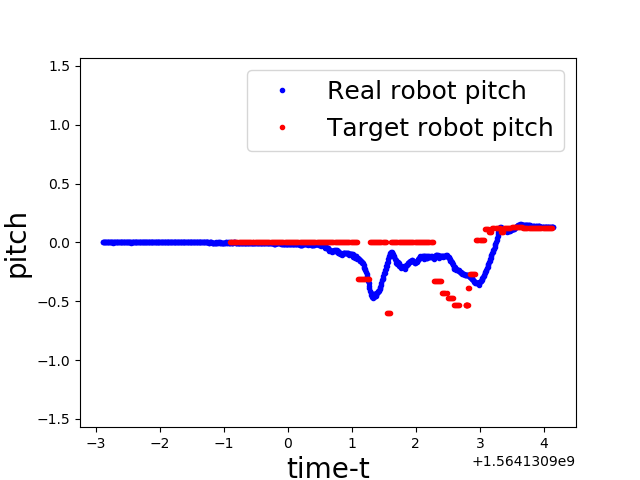 1.5
1.0
0.5
0.0
−0.5
−1.0
−1.5
pitch
Real robot pitch
Target robot pitch
−3 −2 −1 0 1 2 3 4
+1.5641309e9
time-t